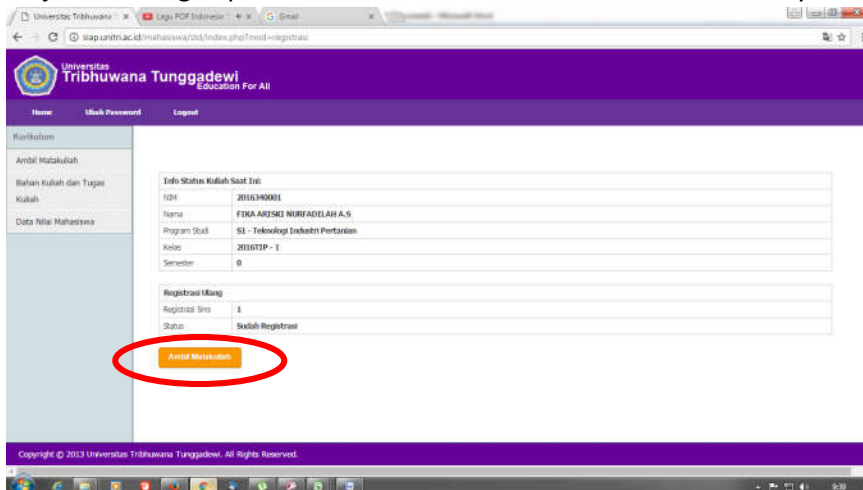 Universitas Tribhuwana T
Lagu POP Indonesia
Gmail
siap.unitri.ac.id/mahasiswa/std/index.php?mod=registrasi
Universitas
Tribhuwana Tunggadewi
Education For All
Home
Ubah Password
Logout
Kurikulum
Ambil Matakuliah
Bahan Kuliah dan Tugas
Kuliah
Data Nilai Mahasiswa
Info Status Kuliah Saat Ini:
NIM 2016340001
Nama FIKA ARISKI NURFADILAH A.S
Program Studi S1 - Teknologi Industri Pertanian
Kelas 2016TIP - 1
Semester 0
Registrasi Ulang
Registrasi Sms 1
Status Sudah Registrasi
Ambil Matakuliah
Copyright © 2013 Universitas Tribhuwana Tunggadewi. All Rights Reserved.
9:39